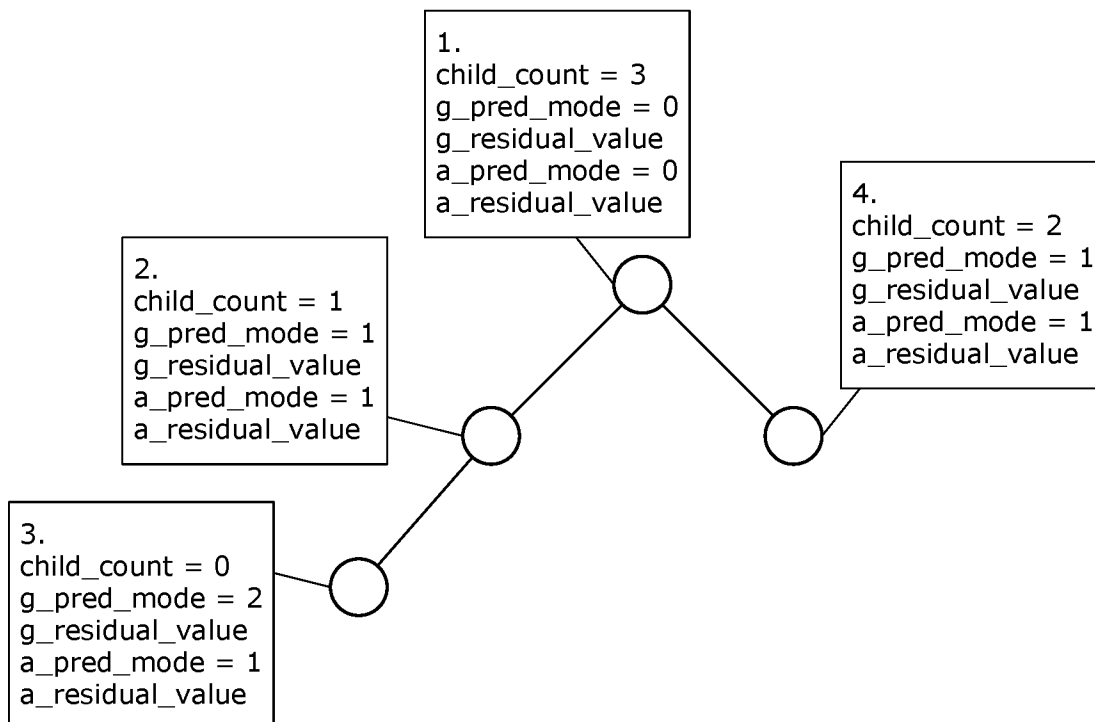 1.
child_count = 3
g_pred_mode = 0
g_residual_value
a_pred_mode = 0
a_residual_value
2.
child_count = 1
g_pred_mode = 1
g_residual_value
a_pred_mode = 1
a_residual_value
3.
child_count = 0
g_pred_mode = 2
g_residual_value
a_pred_mode = 1
a_residual_value
4.
child_count = 2
g_pred_mode = 1
g_residual_value
a_pred_mode = 1
a_residual_value